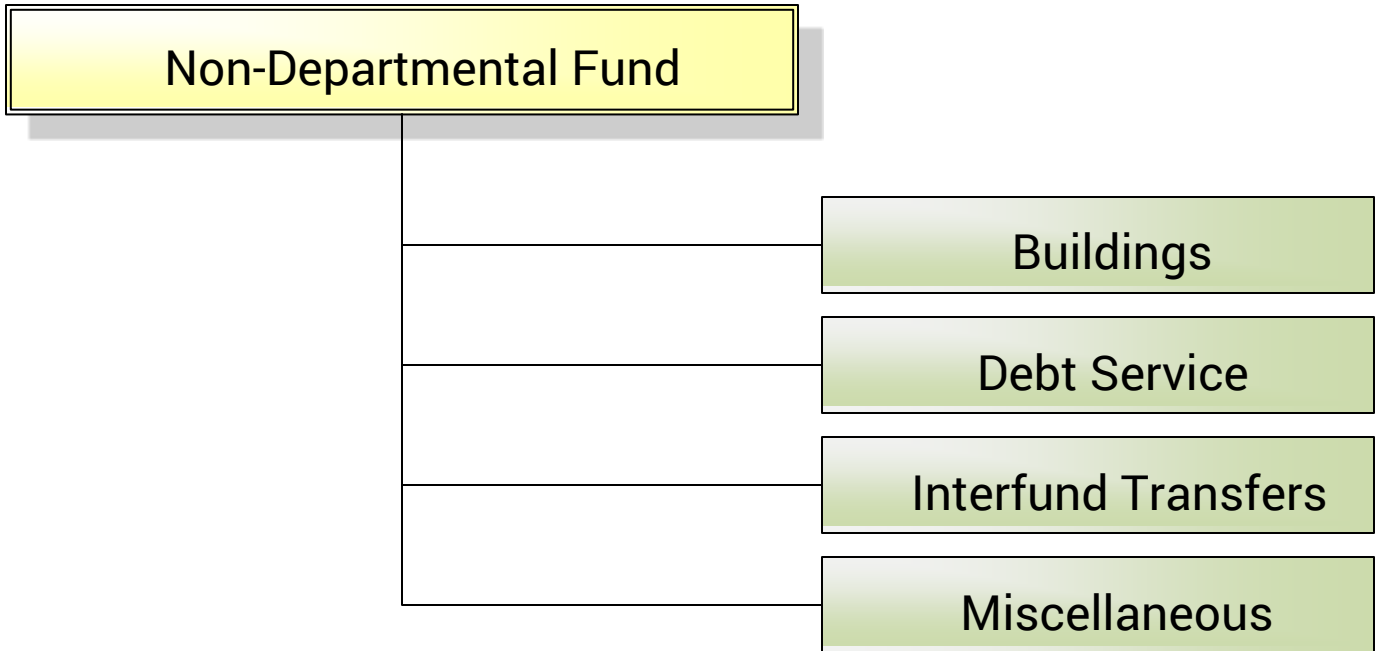 Non-Departmental Fund
Buildings
Debt Service
Interfund Transfers
Miscellaneous